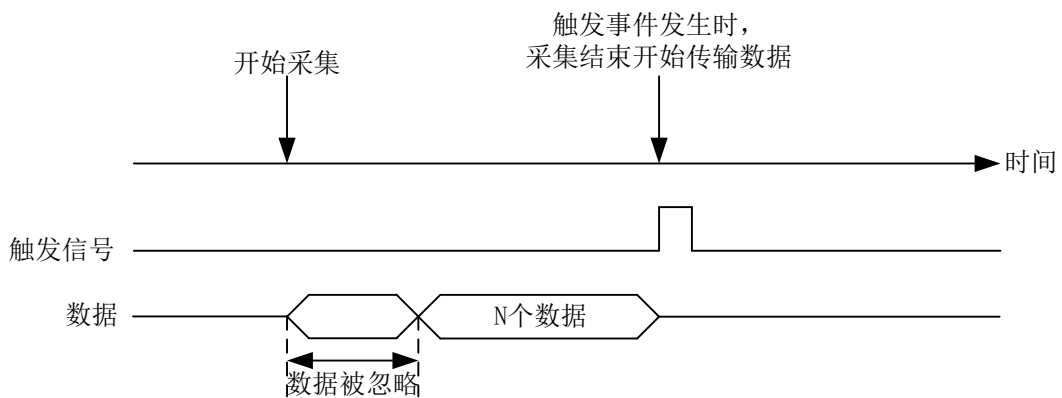 触发事件发生时,
采集结束开始传输数据
开始采集
时间
触发信号
数据
N个数据
数据被忽略